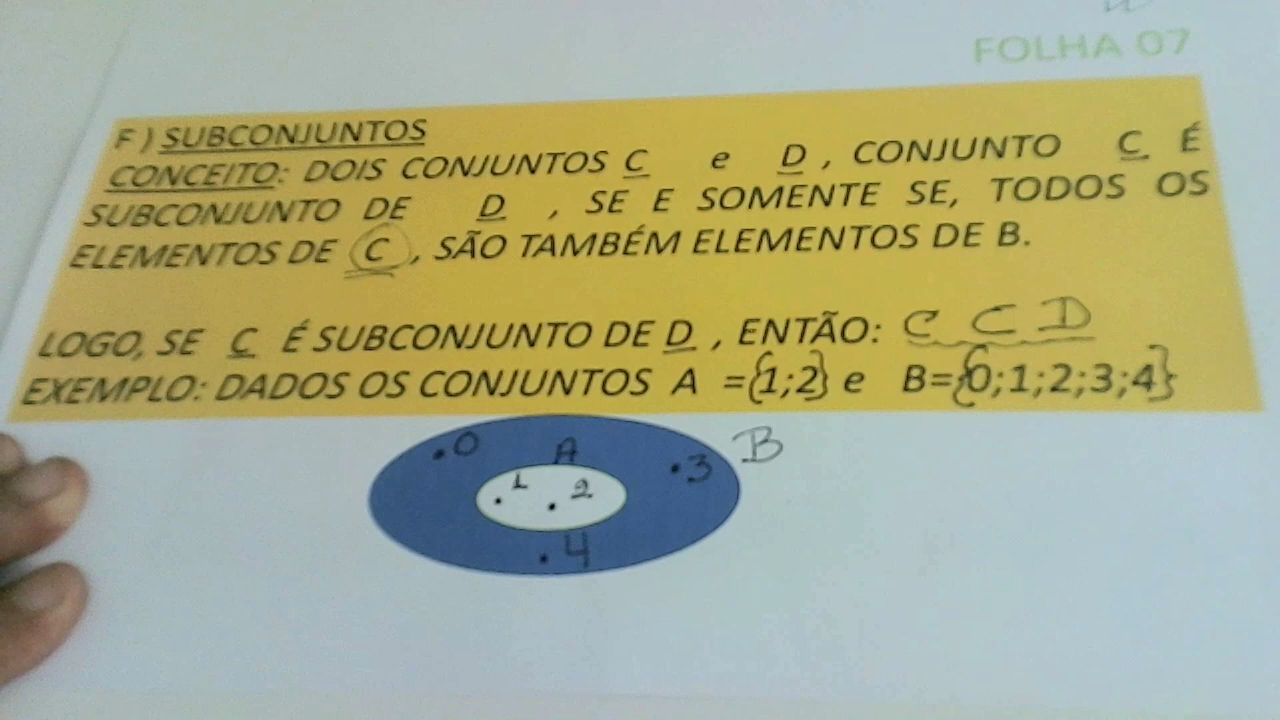 FOLHA 07
F ) SUBCONJUNTOS
CONCEITO: DOIS CONJUNTOS C e D , CONJUNTO C É
SUBCONJUNTO DE D , SE E SOMENTE SE, TODOS OS
ELEMENTOS DE C , SÃO TAMBÉM ELEMENTOS DE B.
LOGO, SE C É SUBCONJUNTO DE D , ENTÃO: C ⊂ D
EXEMPLO: DADOS OS CONJUNTOS A ={1;2} e B={0;1;2;3;4}
.0 A .3 B
.1 .2
.4